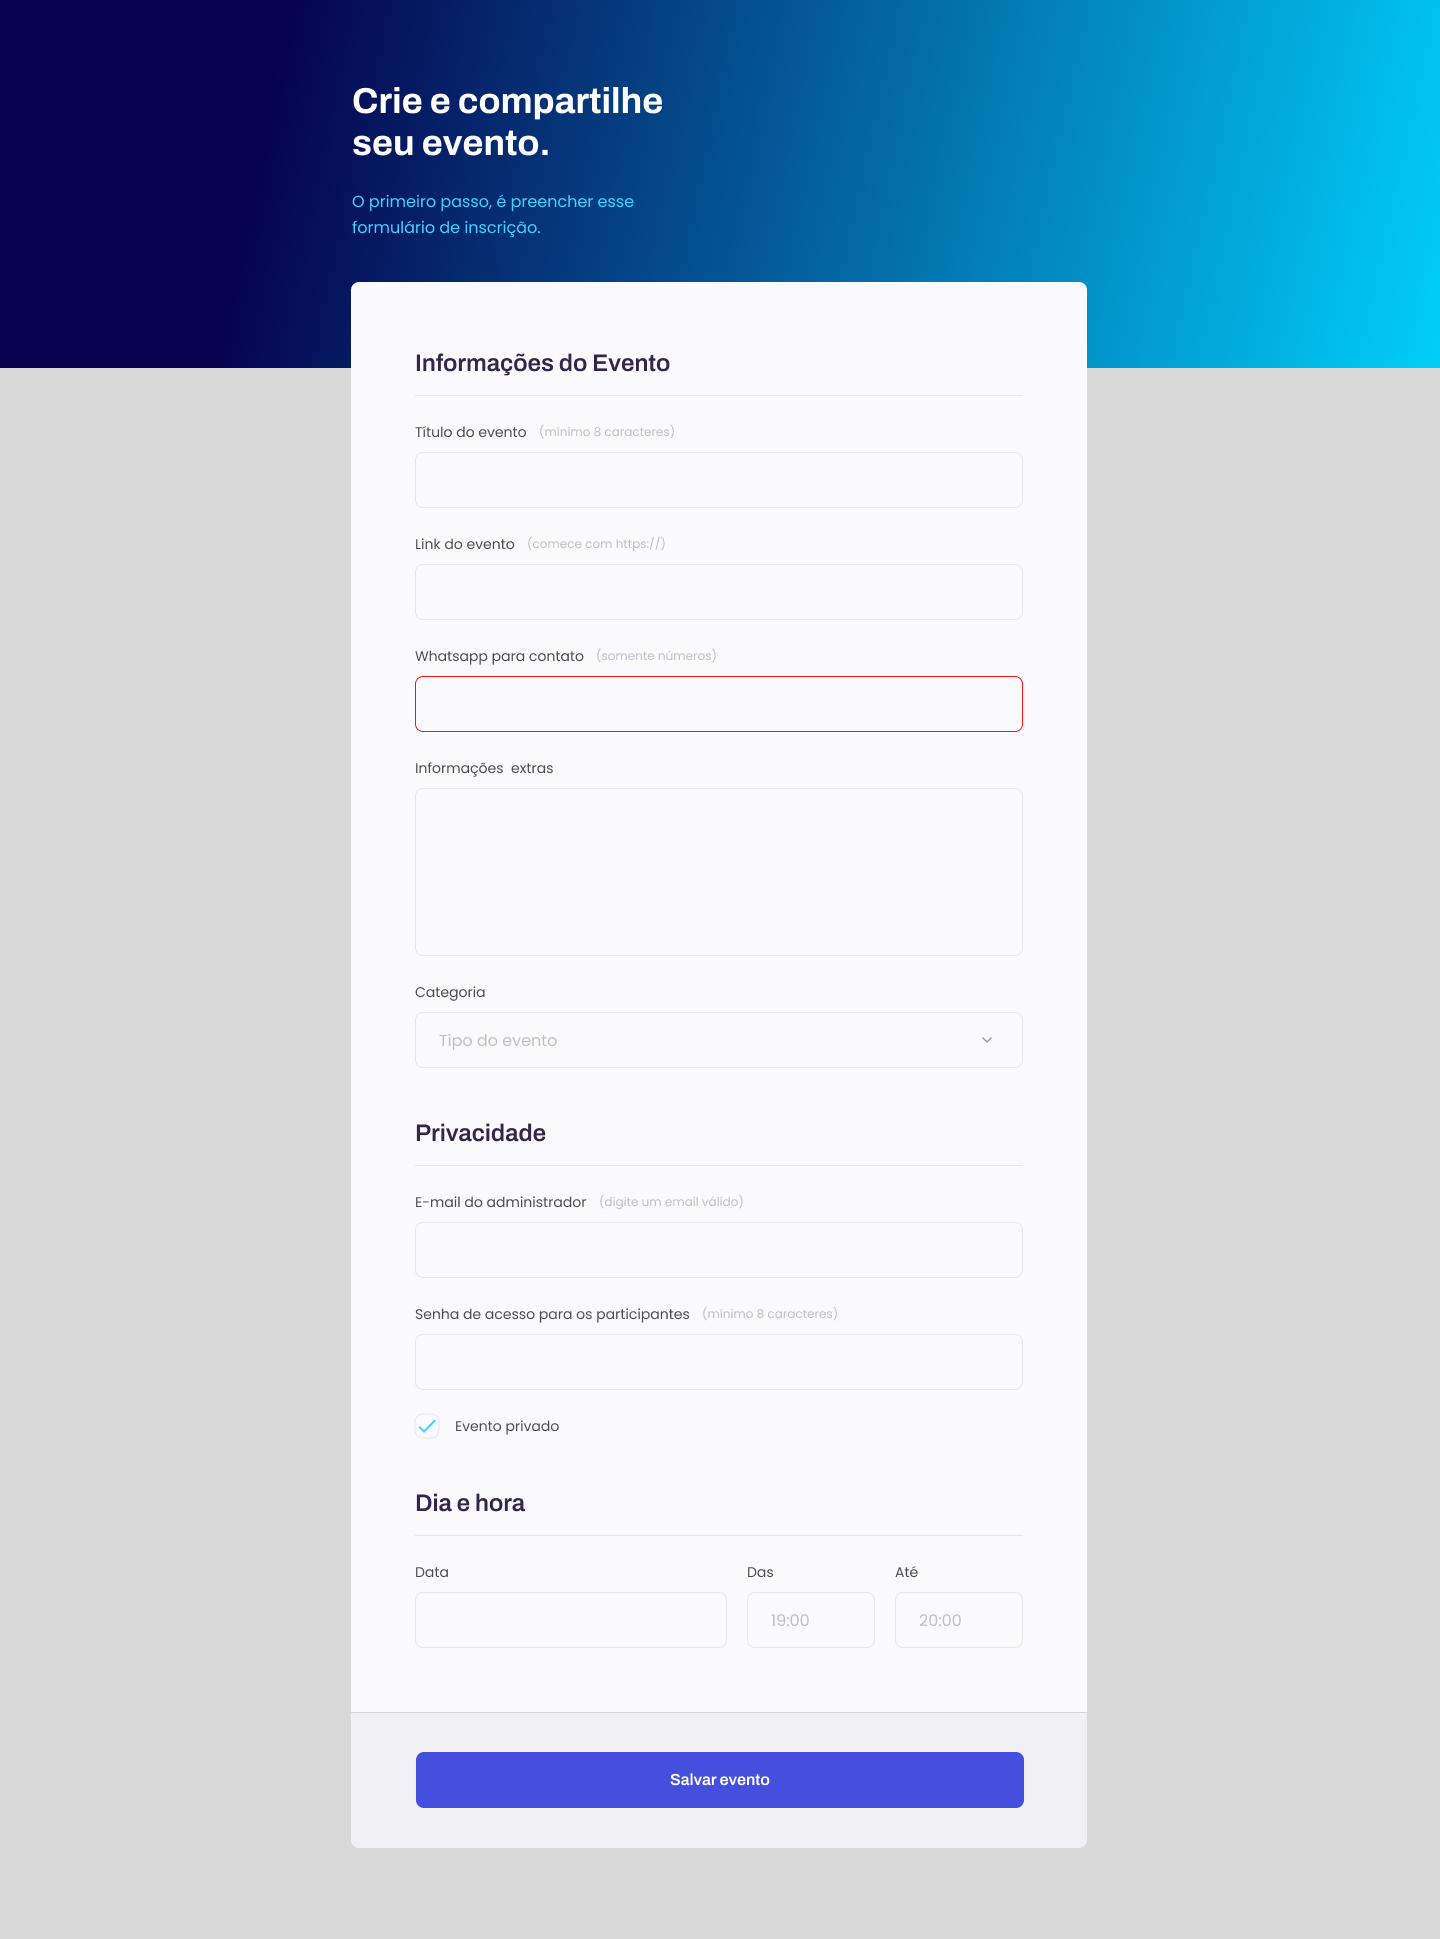 Crie e compartilhe
seu evento.
O primeiro passo, é preencher esse
formulário de inscrição.
Informações do Evento
Título do evento (mínimo 8 caracteres)
Link do evento (comece com https://)
Whatsapp para contato (somente números)
Informações  extras
Categoria
Tipo do evento
Privacidade
E-mail do administrador (digite um email válido)
Senha de acesso para os participantes (mínimo 8 caracteres)
Evento privado
Dia e hora
Data Das Até
19:00 20:00
Salvar evento